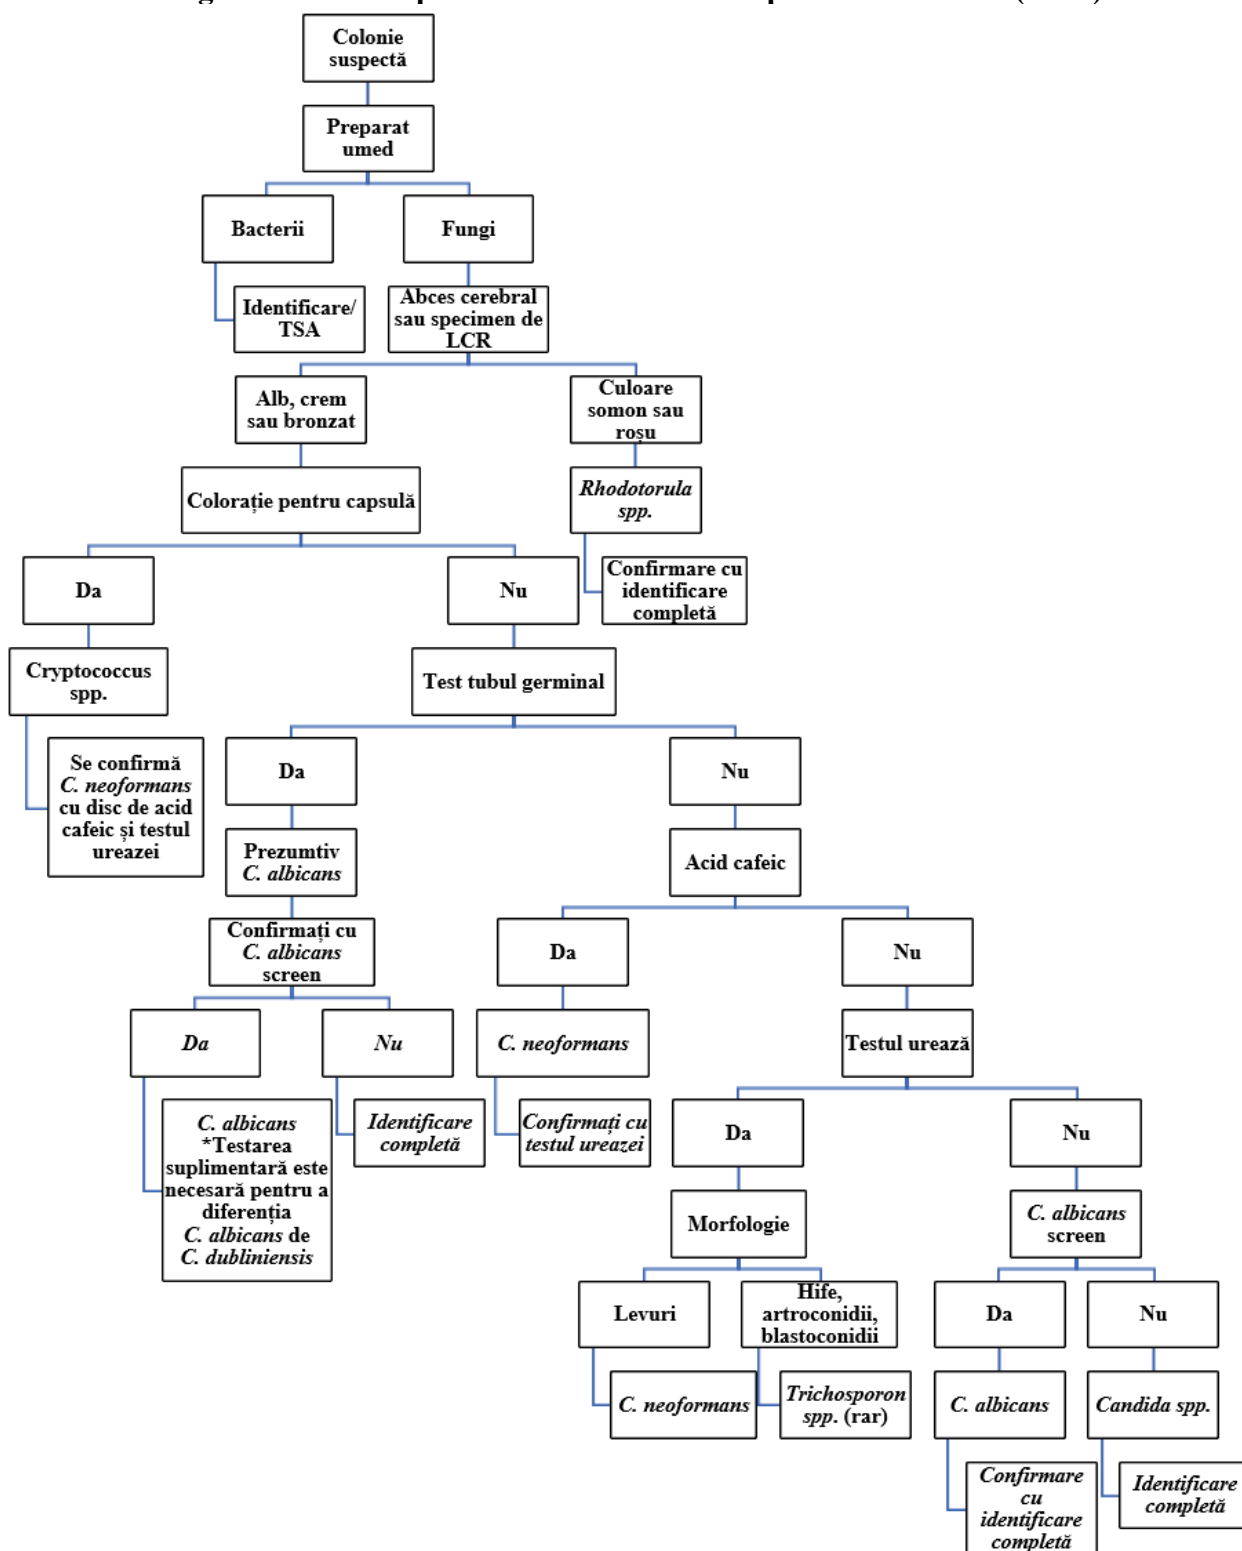 Colonie
suspectă
Preparat
umed
Bacterii
Fungi
Identificare/
TSA
Abces cerebral
sau specimen de
LCR
Alb, crem
sau bronzat
Culoare
somon sau
roșu
Colorație pentru capsulă
Rhodotorula
spp.
Da
Nu
Confirmare cu
identificare
completă
Cryptococcus
spp.
Test tubul germinal
Se confirmă
C. neoformans
cu disc de acid
cafeic și testul
ureazei
Da
Nu
Prezumtiv
C. albicans
Acid cafeic
Confirmați cu
C. albicans
screen
Da
Nu
Da
Nu
C. neoformans
Testul urează
C. albicans
*Testarea
suplimentară este
necesară pentru a
diferenția
C. albicans de
C. dubliniensis
Identificare
completă
Confirmați cu
testul ureazei
Da
Nu
Morfologie
C. albicans
screen
Levuri
Hife,
artroconidii,
blastoconidii
Da
Nu
C. neoformans
Trichosporon
spp. (rar)
C. albicans
Candida spp.
Confirmare
cu
identificare
completă
Identificare
completă